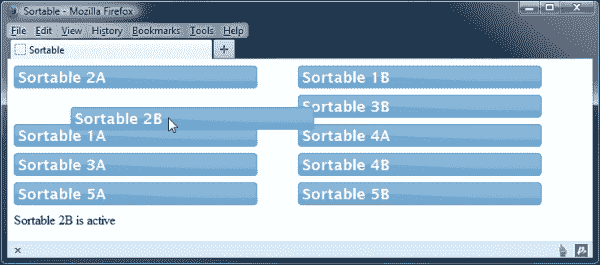 Sortable - Mozilla Firefox
File Edit View History Bookmarks Tools Help
Sortable
Sortable 2A
Sortable 1B
Sortable 3B
Sortable 2B
Sortable 1A
Sortable 4A
Sortable 3A
Sortable 4B
Sortable 5A
Sortable 5B
Sortable 2B is active